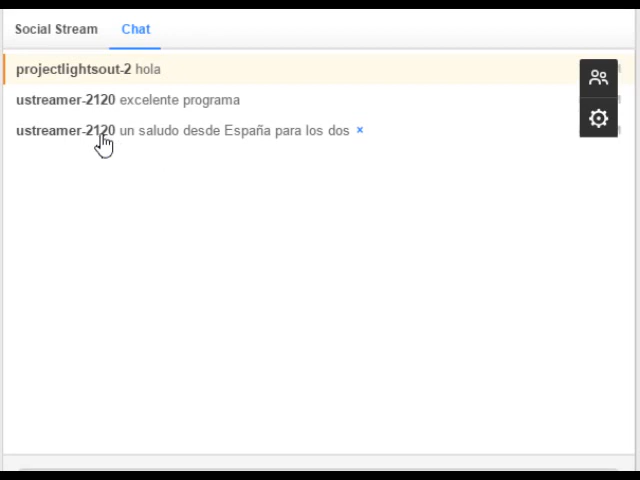 Social Stream Chat
projectlightsout-2 hola
ustreamer-2120 excelente programa
ustreamer-2120 un saludo desde España para los dos ×